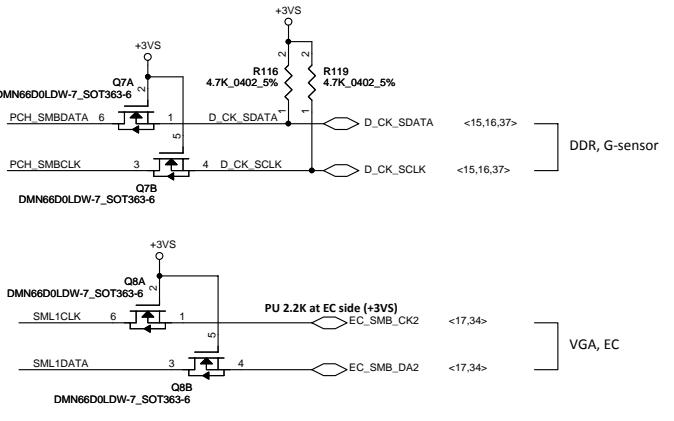 +3VS
+3VS
Q7A
DMN66D0LDW-7_SOT363-6
R116
4.7K_0402_5%
R119
4.7K_0402_5%
2
2
2
PCH_SMBDATA 6
1 D_CK_SDATA
1
1
D_CK_SDATA <15,16,37>
DDR, G-sensor
5
PCH_SMBCLK 3
4 D_CK_SCLK
D_CK_SCLK <15,16,37>
Q7B
DMN66D0LDW-7_SOT363-6
+3VS
Q8A
DMN66D0LDW-7_SOT363-6
2
PU 2.2K at EC side (+3VS)
SML1CLK 6
1
EC_SMB_CK2 <17,34>
VGA, EC
5
SML1DATA 3
4
EC_SMB_DA2 <17,34>
Q8B
DMN66D0LDW-7_SOT363-6